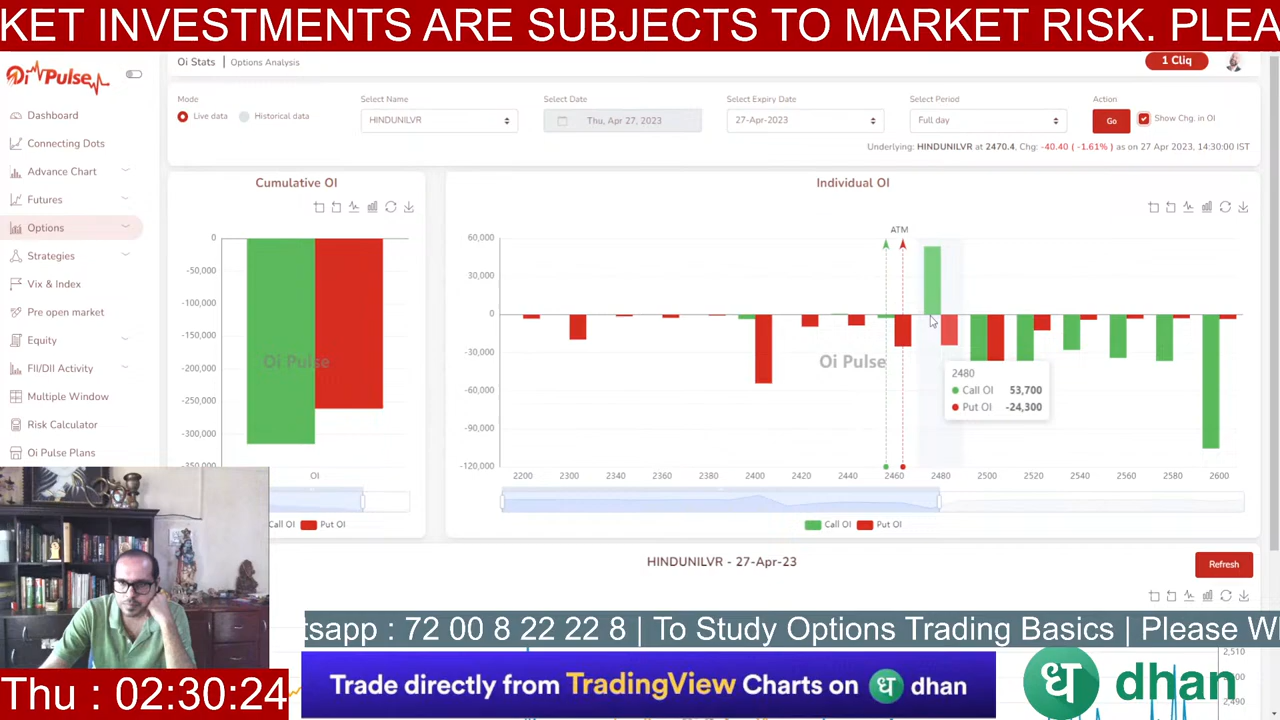 KET INVESTMENTS ARE SUBJECTS TO MARKET RISK. PLEA
Oi Pulse
Oi Stats | Options Analysis
1 Cliq
Mode
Live data
Historical data
Select Name
HINDUNILVR
Select Date
Thu, Apr 27, 2023
Select Expiry Date
27-Apr-2023
Select Period
Full day
Action
Go
Show Chg. in OI
Underlying: HINDUNILVR at 2470.4, Chg: -40.40 ( -1.61% ) as on 27 Apr 2023, 14:30:00 IST
Dashboard
Connecting Dots
Advance Chart
Futures
Options
Strategies
Vix & Index
Pre open market
Equity
FII/DII Activity
Multiple Window
Risk Calculator
Oi Pulse Plans
Cumulative OI
0
-50,000
-100,000
-150,000
-200,000
-250,000
-300,000
-350,000
Oi Pulse
OI
Call OI Put OI
Individual OI
ATM
60,000
30,000
0
-30,000
-60,000
-90,000
-120,000
Oi Pulse
2480
Call OI 53,700
Put OI -24,300
2200 2300 2340 2360 2380 2400 2420 2440 2460 2480 2500 2520 2540 2560 2580 2600
Call OI Put OI
HINDUNILVR - 27-Apr-23
Refresh
tsapp : 72 00 8 22 22 8 | To Study Options Trading Basics | Please W
2,510
2,480
Thu : 02:30:24
Trade directly from TradingView Charts on ध dhan
ध dhan